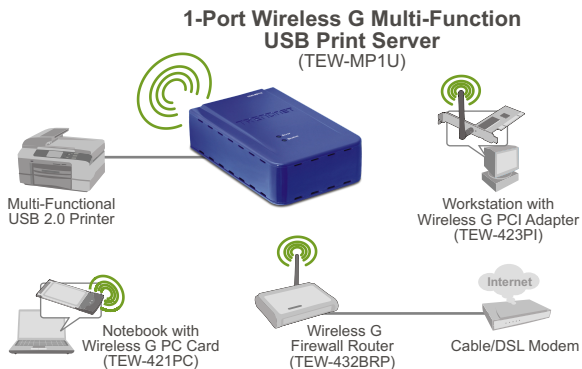 1-Port Wireless G Multi-Function
USB Print Server
(TEW-MP1U)
Multi-Functional
USB 2.0 Printer
Workstation with
Wireless G PCI Adapter
(TEW-423PI)
Notebook with
Wireless G PC Card
(TEW-421PC)
Wireless G
Firewall Router
(TEW-432BRP)
Internet
Cable/DSL Modem